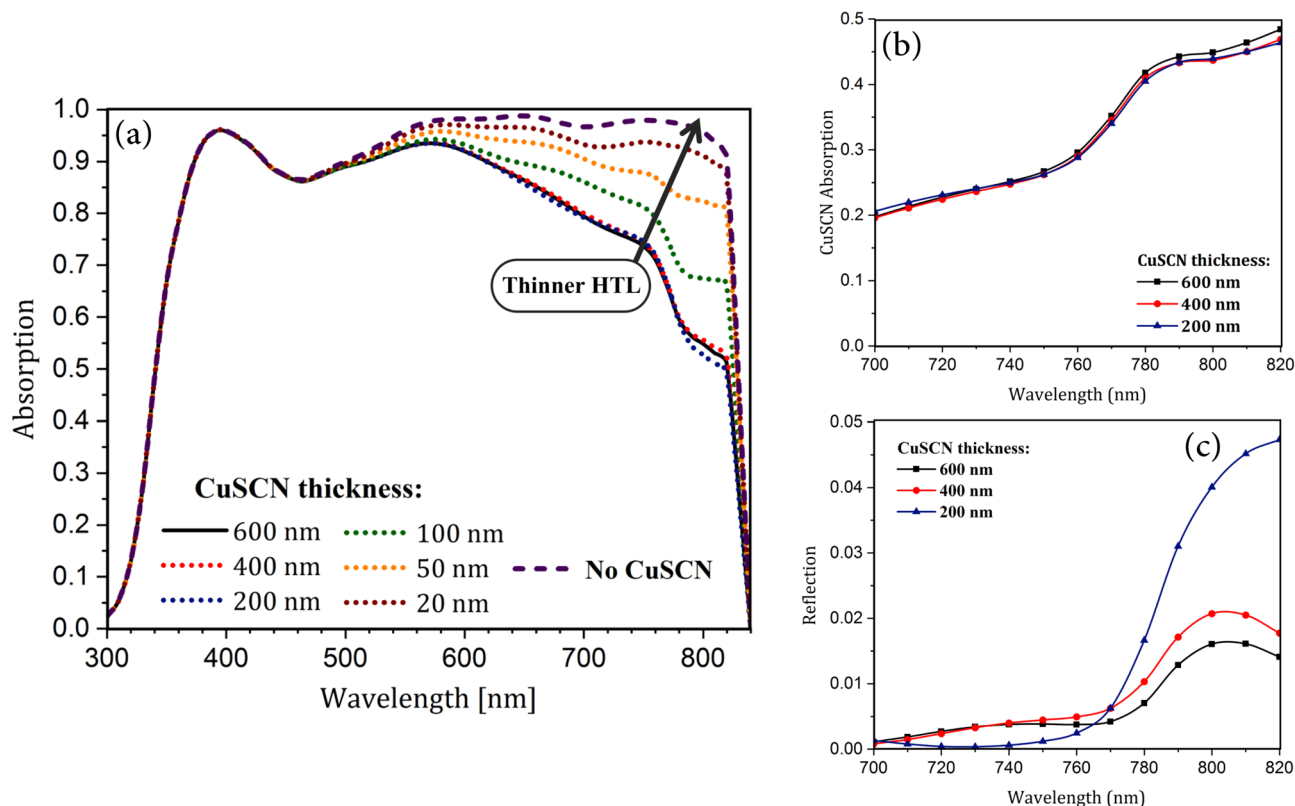 (a)
1.0
0.9
0.8
0.7
0.6
0.5
0.4
0.3
0.2
0.1
0.0
Absorption
Thinner HTL
CuSCN thickness:
600 nm
400 nm
200 nm
100 nm
50 nm
20 nm
No CuSCN
300 400 500 600 700 800
Wavelength [nm]
(b)
0.5
0.4
0.3
0.2
0.1
0.0
CuSCN Absorption
CuSCN thickness:
600 nm
400 nm
200 nm
700 720 740 760 780 800 820
Wavelength (nm)
(c)
0.05
0.04
0.03
0.02
0.01
0.00
Reflection
CuSCN thickness:
600 nm
400 nm
200 nm
700 720 740 760 780 800 820
Wavelength (nm)